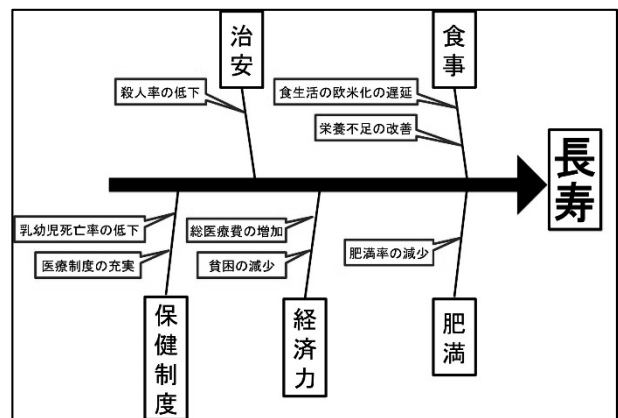 治安
食事
殺人率の低下
食生活の欧米化の遅延
栄養不足の改善
長寿
乳幼児死亡率の低下
総医療費の増加
医療制度の充実
貧困の減少
肥満率の減少
保健制度
経済力
肥満